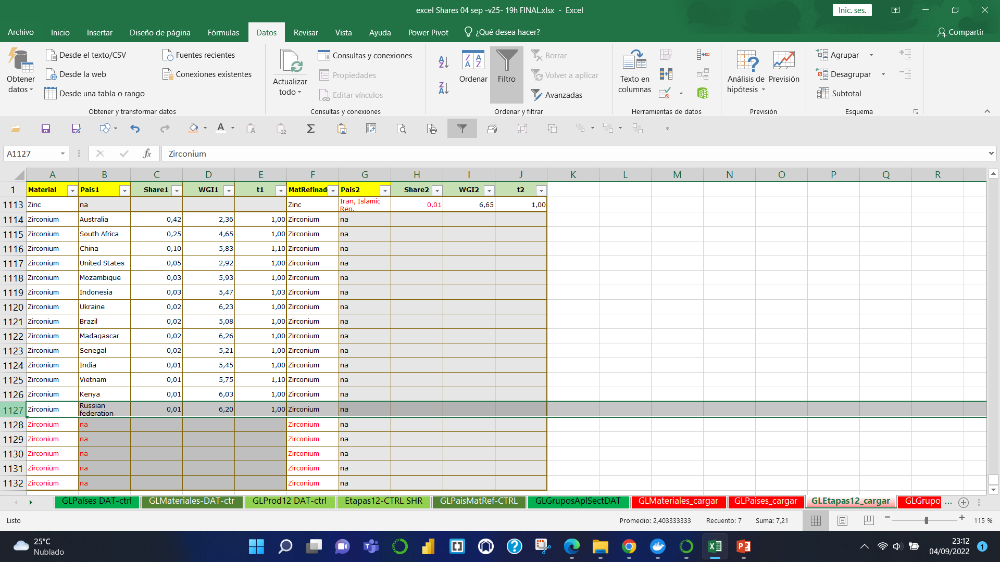 excel Shares 04 sep -v25- 19h FINAL.xlsx - Excel
Inic. ses.
Archivo Inicio Insertar Diseño de página Fórmulas Datos Revisar Vista Ayuda Power Pivot ¿Qué desea hacer? Compartir
Obtener datos
Desde el texto/CSV
Desde la web
Desde una tabla o rango
Fuentes recientes
Conexiones existentes
Obtener y transformar datos
Actualizar todo
Consultas y conexiones
Propiedades
Editar vínculos
Consultas y conexiones
Ordenar
Filtro
Borrar
Volver a aplicar
Avanzadas
Ordenar y filtrar
Texto en columnas
Herramientas de datos
Análisis de hipótesis
Previsión
Previsión
Agrupar
Desagrupar
Subtotal
Esquema
A1127 fx Zirconium
A B C D E F G H I J K L M N O P Q R
1 Material Pais1 Share1 WGI1 t1 MatRefinad Pais2 Share2 WGI2 t2
1113 Zinc na Zinc Iran, Islamic Rep. 0,01 6,65 1,00
1114 Zirconium Australia 0,42 2,36 1,00 Zirconium na
1115 Zirconium South Africa 0,25 4,65 1,00 Zirconium na
1116 Zirconium China 0,10 5,83 1,10 Zirconium na
1117 Zirconium United States 0,05 2,92 1,00 Zirconium na
1118 Zirconium Mozambique 0,03 5,93 1,00 Zirconium na
1119 Zirconium Indonesia 0,03 5,47 1,03 Zirconium na
1120 Zirconium Ukraine 0,02 6,23 1,00 Zirconium na
1121 Zirconium Brazil 0,02 5,08 1,00 Zirconium na
1122 Zirconium Madagascar 0,02 6,26 1,00 Zirconium na
1123 Zirconium Senegal 0,02 5,21 1,00 Zirconium na
1124 Zirconium India 0,01 5,45 1,00 Zirconium na
1125 Zirconium Vietnam 0,01 5,75 1,10 Zirconium na
1126 Zirconium Kenya 0,01 6,03 1,00 Zirconium na
1127 Zirconium Russian federation 0,01 6,20 1,00 Zirconium na
1128 Zirconium na Zirconium na
1129 Zirconium na Zirconium na
1130 Zirconium na Zirconium na
1131 Zirconium na Zirconium na
1132 Zirconium na Zirconium na
GLPaíses DAT-ctrl GLMateriales-DAT-ctr GLProd12 DAT-ctrl Etapas12-CTRL SHR GLPaisMatRef-CTRL GLGruposAplSectDAT GLMateriales_cargar GLPaises_cargar GLEtapas12_cargar GLGrupo ...
Listo Promedio: 2,403333333 Recuento: 7 Suma: 7,21 115 %
25°C
Nublado
23:12
04/09/2022
1